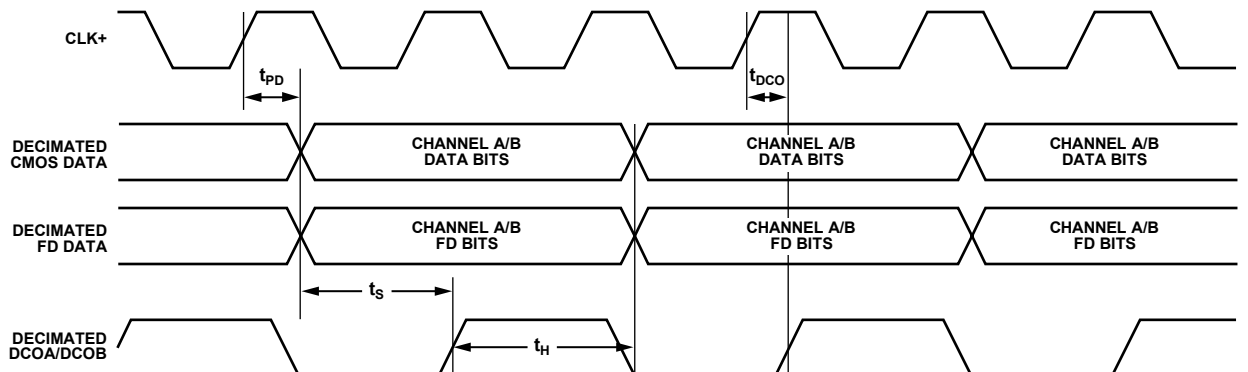 CLK+
tPD
tDCO
DECIMATED
CMOS DATA
CHANNEL A/B
DATA BITS
CHANNEL A/B
DATA BITS
CHANNEL A/B
DATA BITS
DECIMATED
FD DATA
CHANNEL A/B
FD BITS
CHANNEL A/B
FD BITS
CHANNEL A/B
FD BITS
tS
DECIMATED
DCOA/DCOB
tH